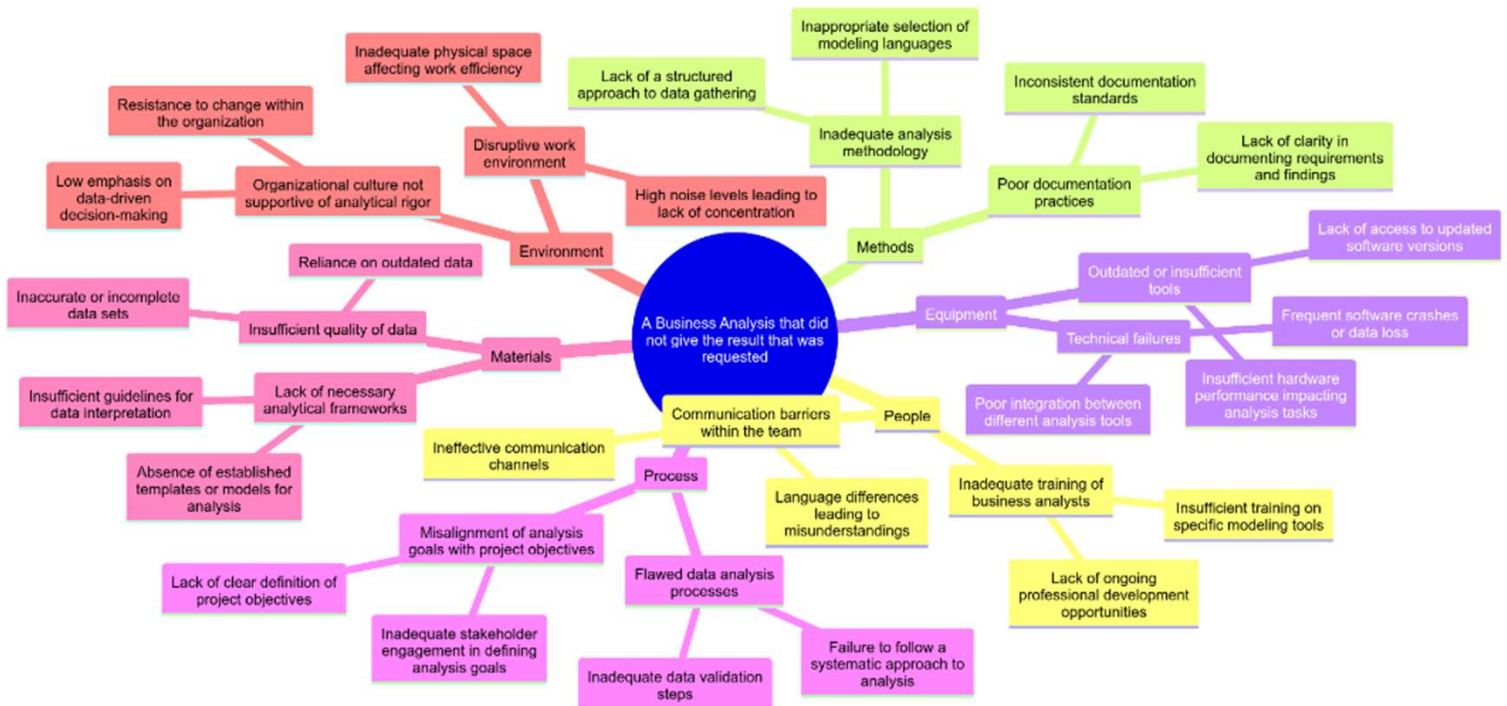 Inappropriate selection of
modeling languages
Inadequate physical space
affecting work efficiency
Lack of a structured
approach to data gathering
Inconsistent documentation
standards
Resistance to change within
the organization
Disruptive work
environment
Inadequate analysis
methodology
Lack of clarity in
documenting requirements
and findings
Low emphasis on
data-driven
decision-making
Organizational culture not
supportive of analytical rigor
High noise levels leading to
lack of concentration
Poor documentation
practices
Environment
Methods
Lack of access to updated
software versions
Reliance on outdated data
Outdated or insufficient
tools
Inaccurate or incomplete
data sets
Insufficient quality of data
A Business Analysis that did
not give the result that was
requested
Equipment
Technical failures
Frequent software crashes
or data loss
Materials
Insufficient guidelines for
data interpretation
Lack of necessary
analytical frameworks
Communication barriers
within the team
People
Poor integration between
different analysis tools
Insufficient hardware
performance impacting
analysis tasks
Ineffective communication
channels
Absence of established
templates or models for
analysis
Process
Language differences
leading to
misunderstandings
Inadequate training of
business analysts
Insufficient training on
specific modeling tools
Misalignment of analysis
goals with project objectives
Lack of clear definition of
project objectives
Flawed data analysis
processes
Lack of ongoing
professional development
opportunities
Inadequate stakeholder
engagement in defining
analysis goals
Inadequate data validation
steps
Failure to follow a
systematic approach to
analysis